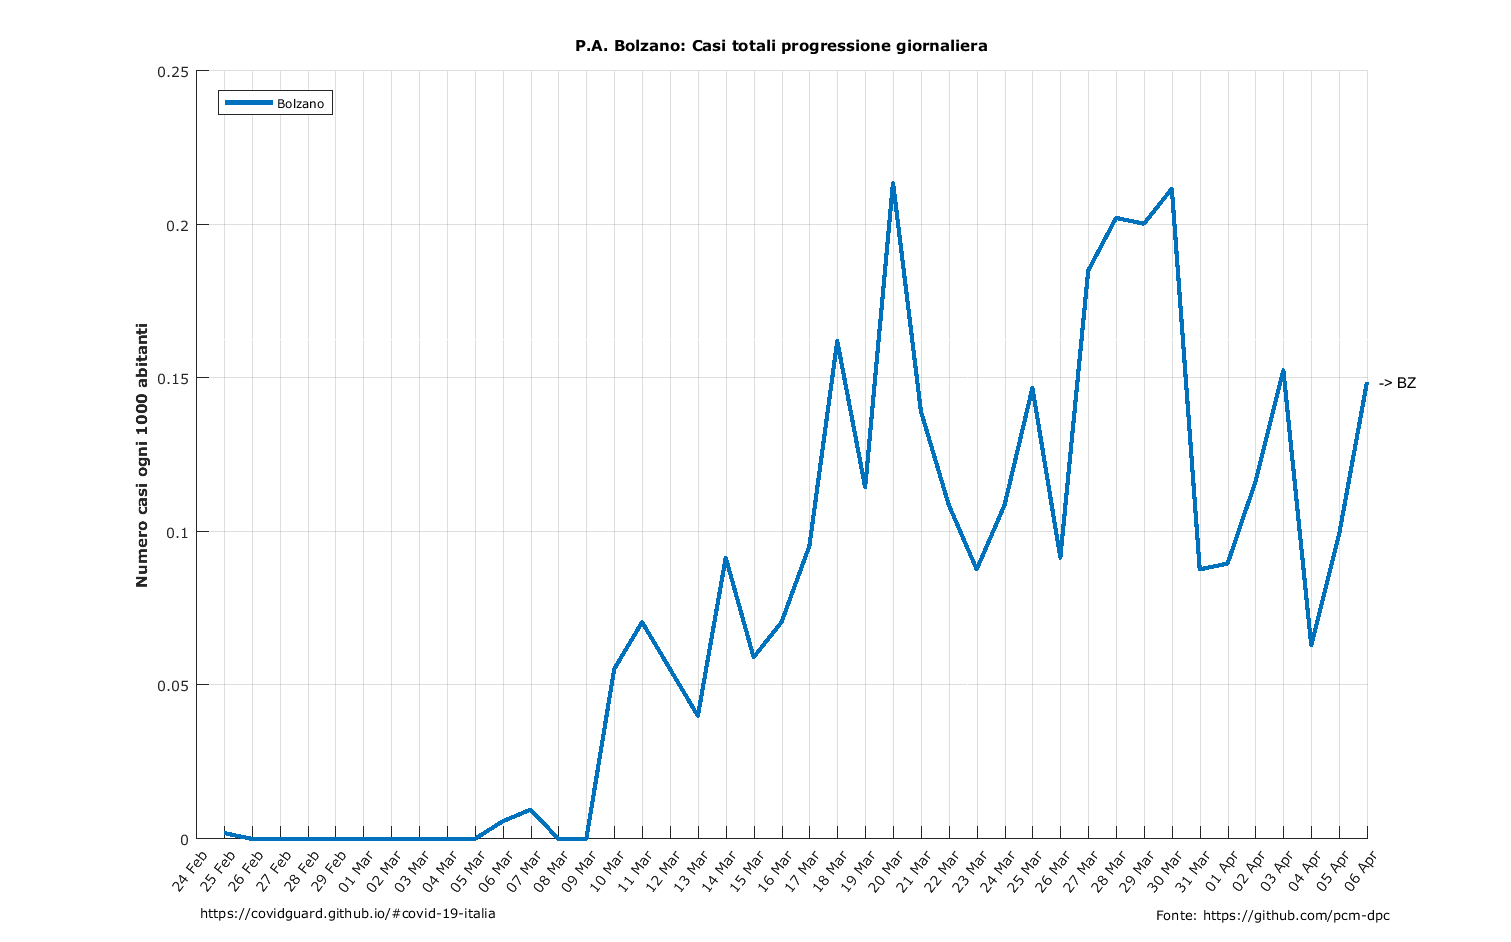 P.A. Bolzano: Casi totali progressione giornaliera
Bolzano
Numero casi ogni 1000 abitanti
0.25
0.2
0.15
0.1
0.05
0
-> BZ
24 Feb
25 Feb
26 Feb
27 Feb
28 Feb
29 Feb
01 Mar
02 Mar
03 Mar
04 Mar
05 Mar
06 Mar
07 Mar
08 Mar
09 Mar
10 Mar
11 Mar
12 Mar
13 Mar
14 Mar
15 Mar
16 Mar
17 Mar
18 Mar
19 Mar
20 Mar
21 Mar
22 Mar
23 Mar
24 Mar
25 Mar
26 Mar
27 Mar
28 Mar
29 Mar
30 Mar
31 Mar
01 Apr
02 Apr
03 Apr
04 Apr
05 Apr
06 Apr
https://covidguard.github.io/#covid-19-italia
Fonte: https://github.com/pcm-dpc